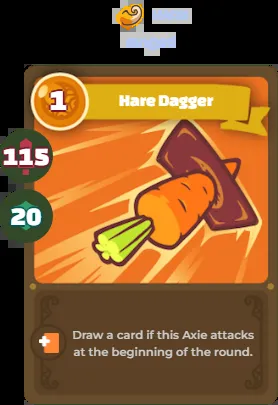 1
Hare Dagger
115
20
Draw a card if this Axie attacks
at the beginning of the round.